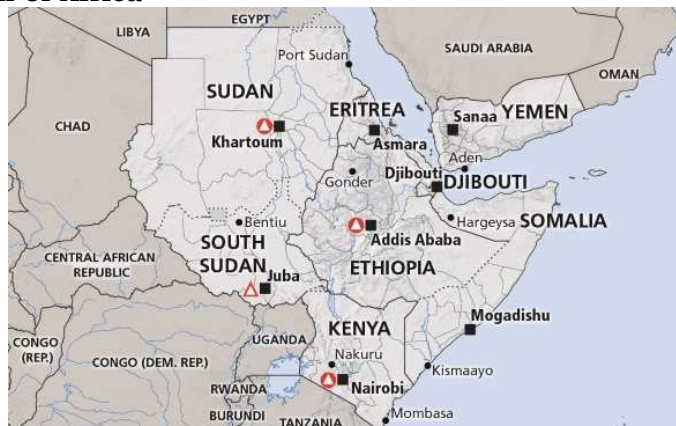 EGYPT
LIBYA
SAUDI ARABIA
Port Sudan
OMAN
SUDAN
ERITREA
Sanaa
YEMEN
CHAD
Khartoum
Asmara
Aden
Gonder
Djibouti
DJIBOUTI
Bentiu
Hargeysa
SOMALIA
Addis Ababa
SOUTH
SUDAN
ETHIOPIA
CENTRAL AFRICAN
REPUBLIC
Juba
Mogadishu
KENYA
UGANDA
CONGO
(REP.)
CONGO (DEM. REP.)
Nakuru
Kismaayo
RWANDA
Nairobi
BURUNDI
TANZANIA
Mombasa